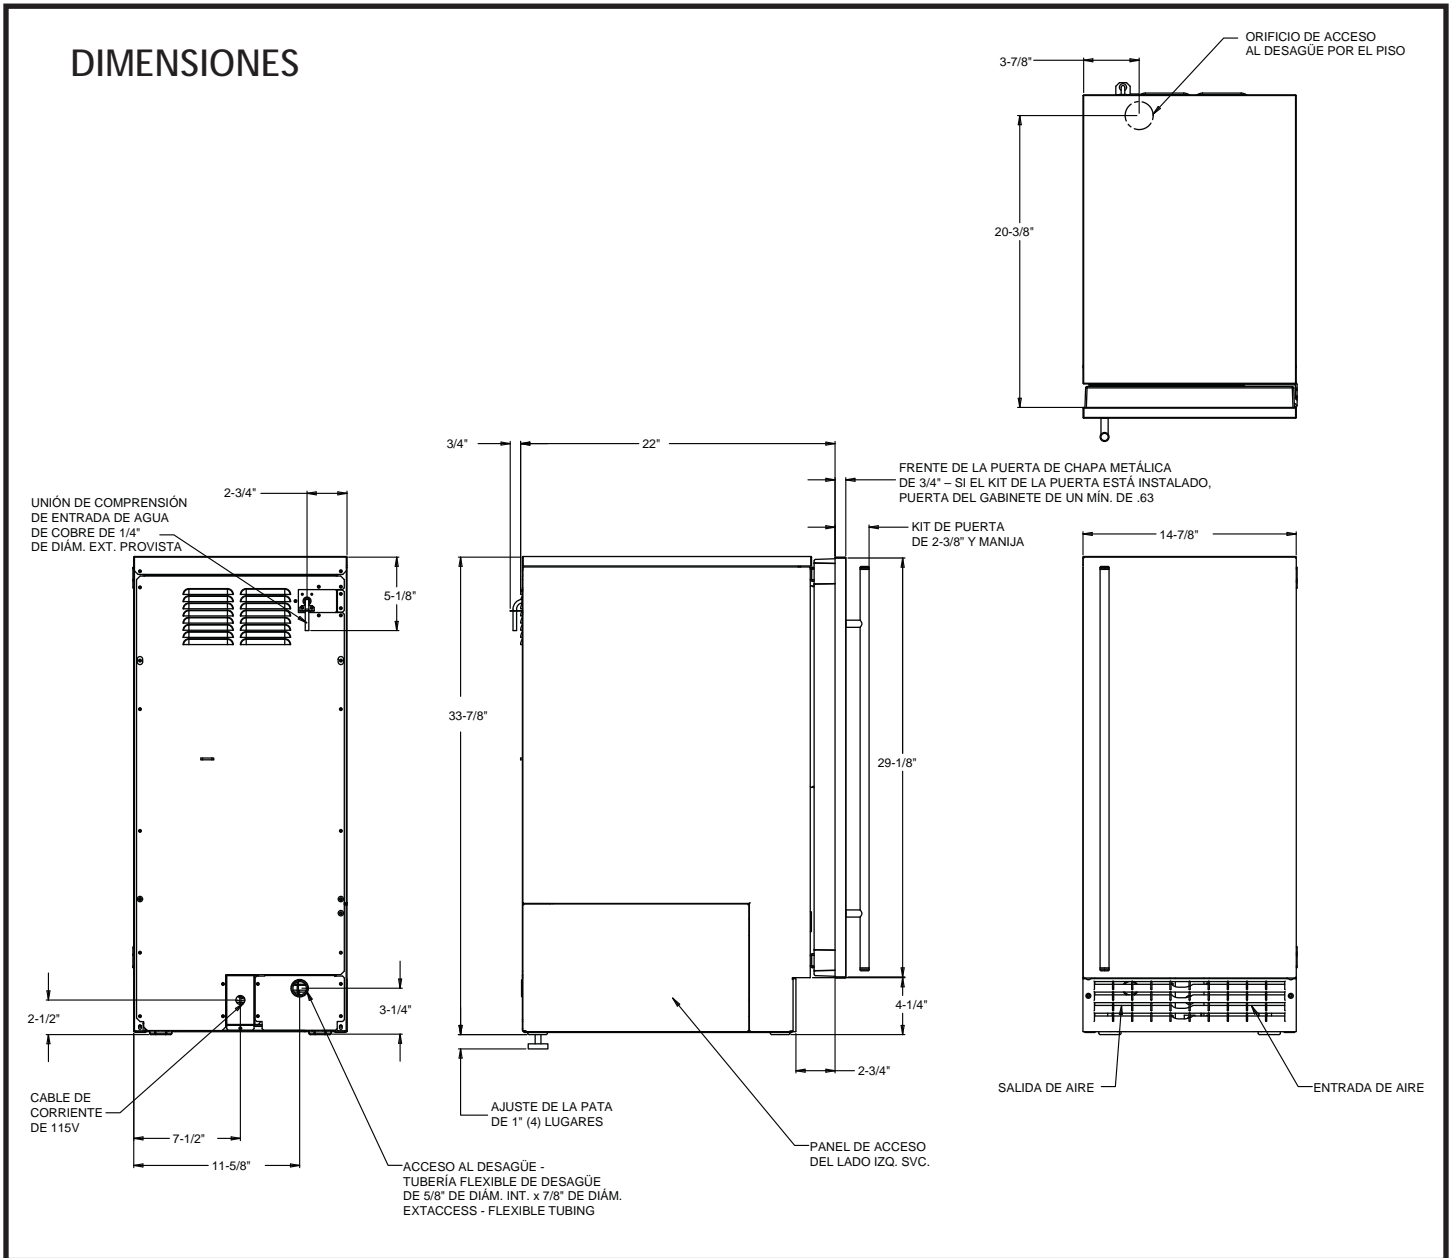 DIMENSIONES
ORIFICIO DE ACCESO
AL DESAGÜE POR EL PISO
3-7/8"
20-3/8"
3/4"
22"
FRENTE DE LA PUERTA DE CHAPA METÁLICA
DE 3/4" – SI EL KIT DE LA PUERTA ESTÁ INSTALADO,
PUERTA DEL GABINETE DE UN MÍN. DE .63
KIT DE PUERTA
DE 2-3/8" Y MANIJA
14-7/8"
2-3/4"
UNIÓN DE COMPRENSIÓN
DE ENTRADA DE AGUA
DE COBRE DE 1/4"
DE DIÁM. EXT. PROVISTA
5-1/8"
33-7/8"
29-1/8"
4-1/4"
2-3/4"
2-1/2"
3-1/4"
CABLE DE
CORRIENTE
DE 115V
7-1/2"
11-5/8"
AJUSTE DE LA PATA
DE 1" (4) LUGARES
ACCESO AL DESAGÜE -
TUBERÍA FLEXIBLE DE DESAGÜE
DE 5/8" DE DIÁM. INT. x 7/8" DE DIÁM.
EXTACCESS - FLEXIBLE TUBING
PANEL DE ACCESO
DEL LADO IZQ. SVC.
SALIDA DE AIRE
ENTRADA DE AIRE